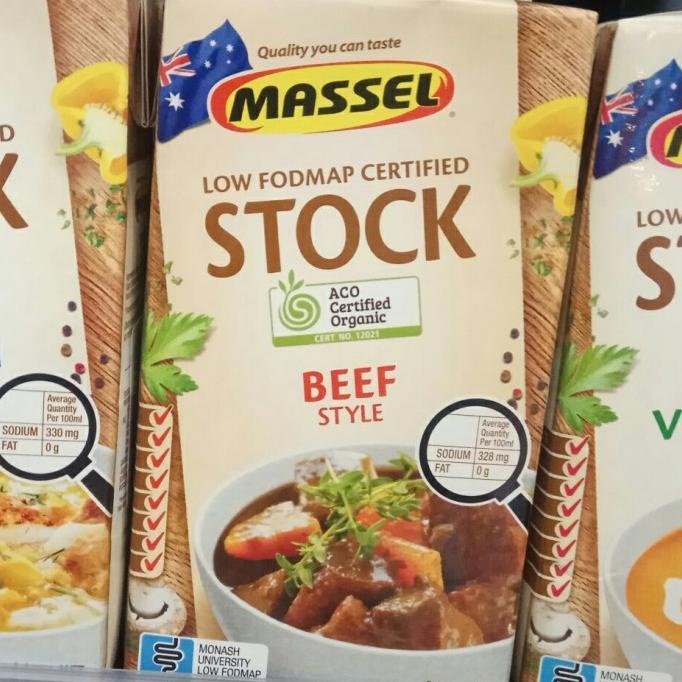 Quality you can taste
MASSEL
LOW FODMAP CERTIFIED
STOCK
ACO
Certified
Organic
CERT NO. 12021
BEEF
STYLE
Average
Quantity
Per 100ml
SODIUM 328 mg
FAT 0 g
MONASH
UNIVERSITY
LOW FODMAP
D
K
Average
Quantity
Per 100ml
SODIUM 330 mg
FAT 0 g
M
LOW
ST
V
MONASH